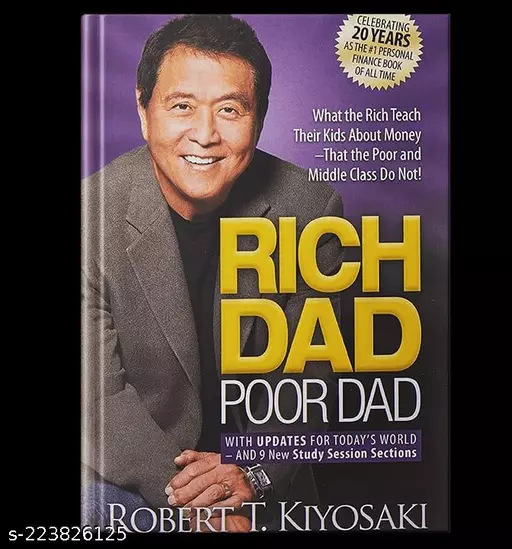 CELEBRATING
20 YEARS
AS THE #1 PERSONAL
FINANCE BOOK
OF ALL TIME
What the Rich Teach
Their Kids About Money
–That the Poor and
Middle Class Do Not!
RICH
DAD
POOR DAD
WITH UPDATES FOR TODAY'S WORLD
– AND 9 New Study Session Sections
ROBERT T. KIYOSAKI
s-223826125